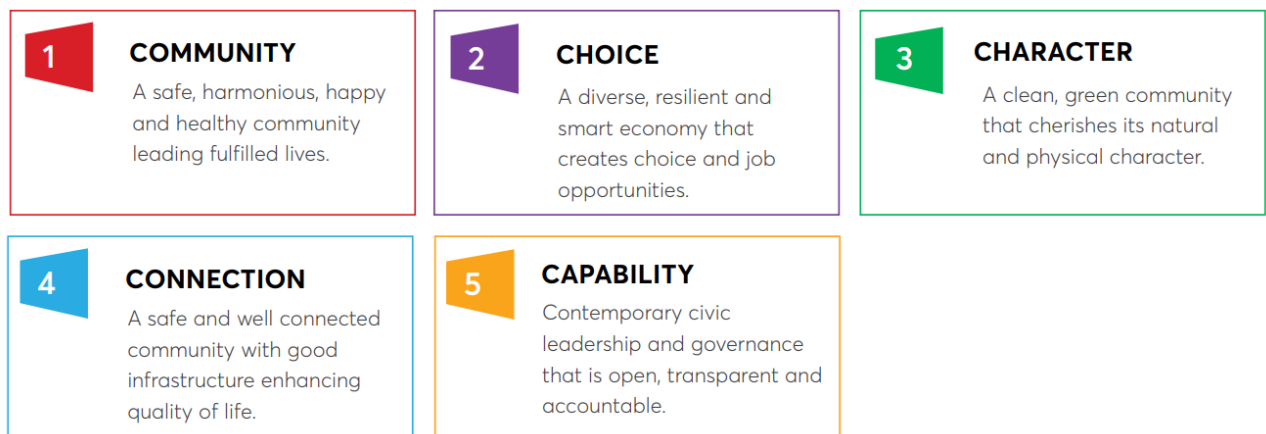 1
COMMUNITY
A safe, harmonious, happy
and healthy community
leading fulfilled lives.
2
CHOICE
A diverse, resilient and
smart economy that
creates choice and job
opportunities.
3
CHARACTER
A clean, green community
that cherishes its natural
and physical character.
4
CONNECTION
A safe and well connected
community with good
infrastructure enhancing
quality of life.
5
CAPABILITY
Contemporary civic
leadership and governance
that is open, transparent and
accountable.